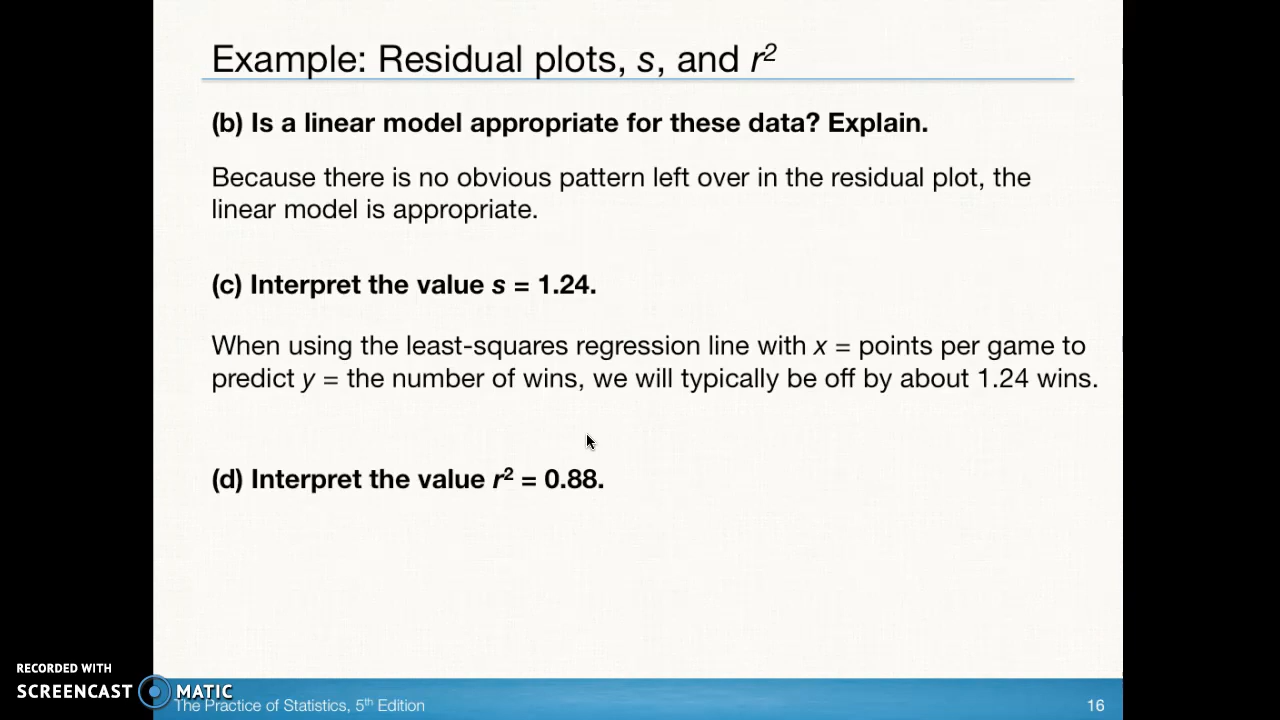 Example: Residual plots, s, and r²
(b) Is a linear model appropriate for these data? Explain.
Because there is no obvious pattern left over in the residual plot, the
linear model is appropriate.
(c) Interpret the value s = 1.24.
When using the least-squares regression line with x = points per game to
predict y = the number of wins, we will typically be off by about 1.24 wins.
(d) Interpret the value r² = 0.88.
RECORDED WITH
SCREENCAST MATIC
The Practice of Statistics, 5th Edition
16